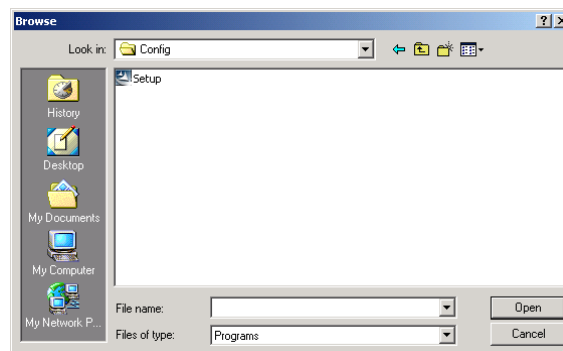 Browse
Look in: Config
Setup
History
Desktop
My Documents
My Computer
My Network P...
File name:
Open
Files of type: Programs
Cancel